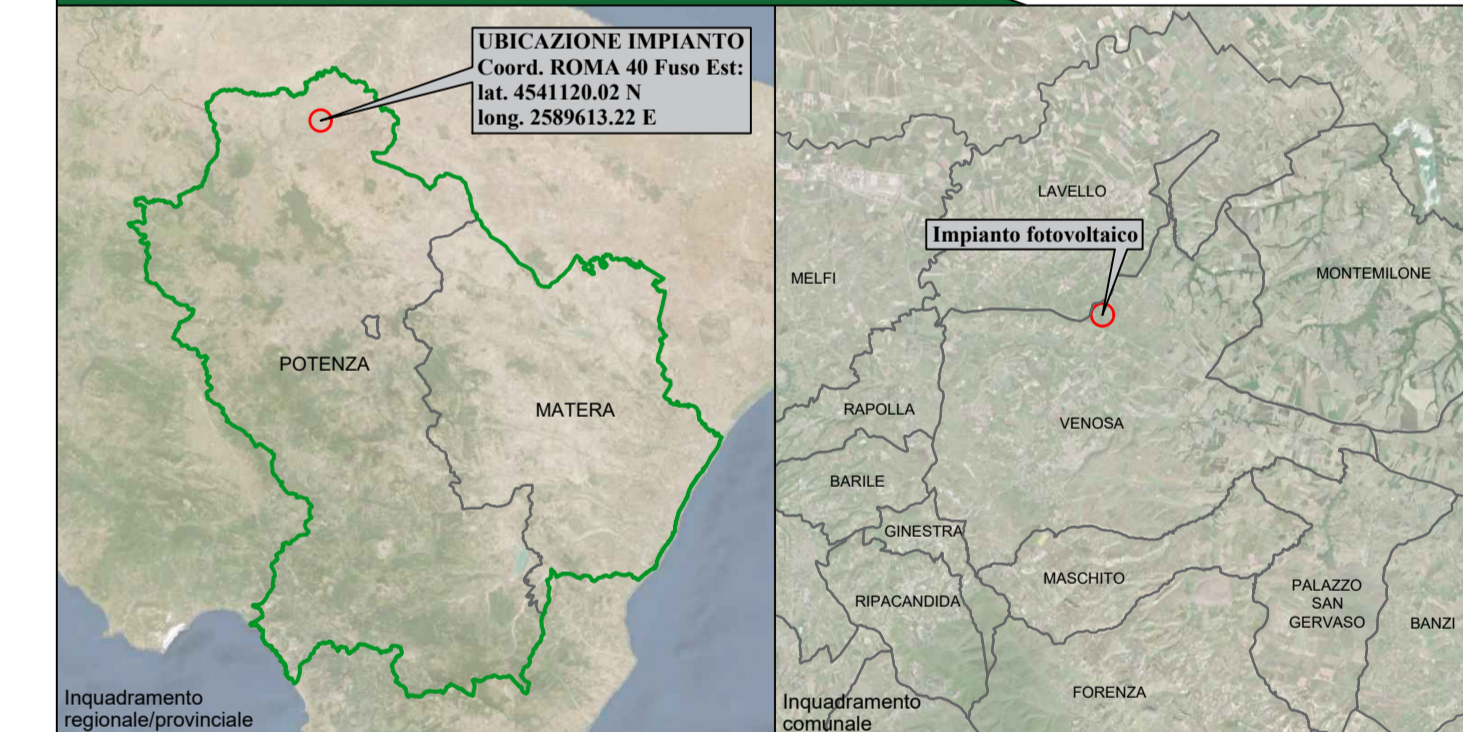 UBICAZIONE IMPIANTO
Coord. ROMA 40 Fuso Est:
lat. 4541120.02 N
long. 2589613.22 E
POTENZA
MATERA
Inquadramento
regionale/provinciale
LAVELLO
Impianto fotovoltaico
MELFI
MONTEMILONE
RAPOLLA
VENOSA
BARILE
GINESTRA
MASCHITO
RIPACANDIDA
PALAZZO
SAN
GERVASO
BANZI
FORENZA
Inquadramento
comunale